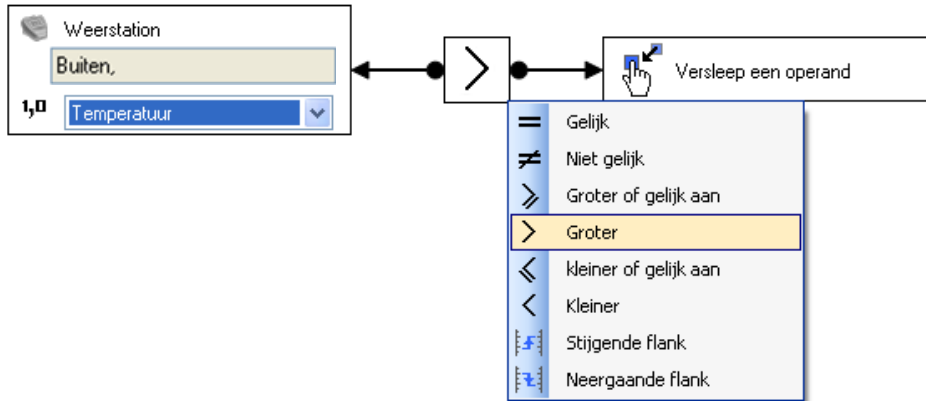 Weerstation
Buiten,
1,0 Temperatuur
Versleep een operand
= Gelijk
≠ Niet gelijk
Groter of gelijk aan
> Groter
kleiner of gelijk aan
< Kleiner
Stijgende flank
Neergaande flank